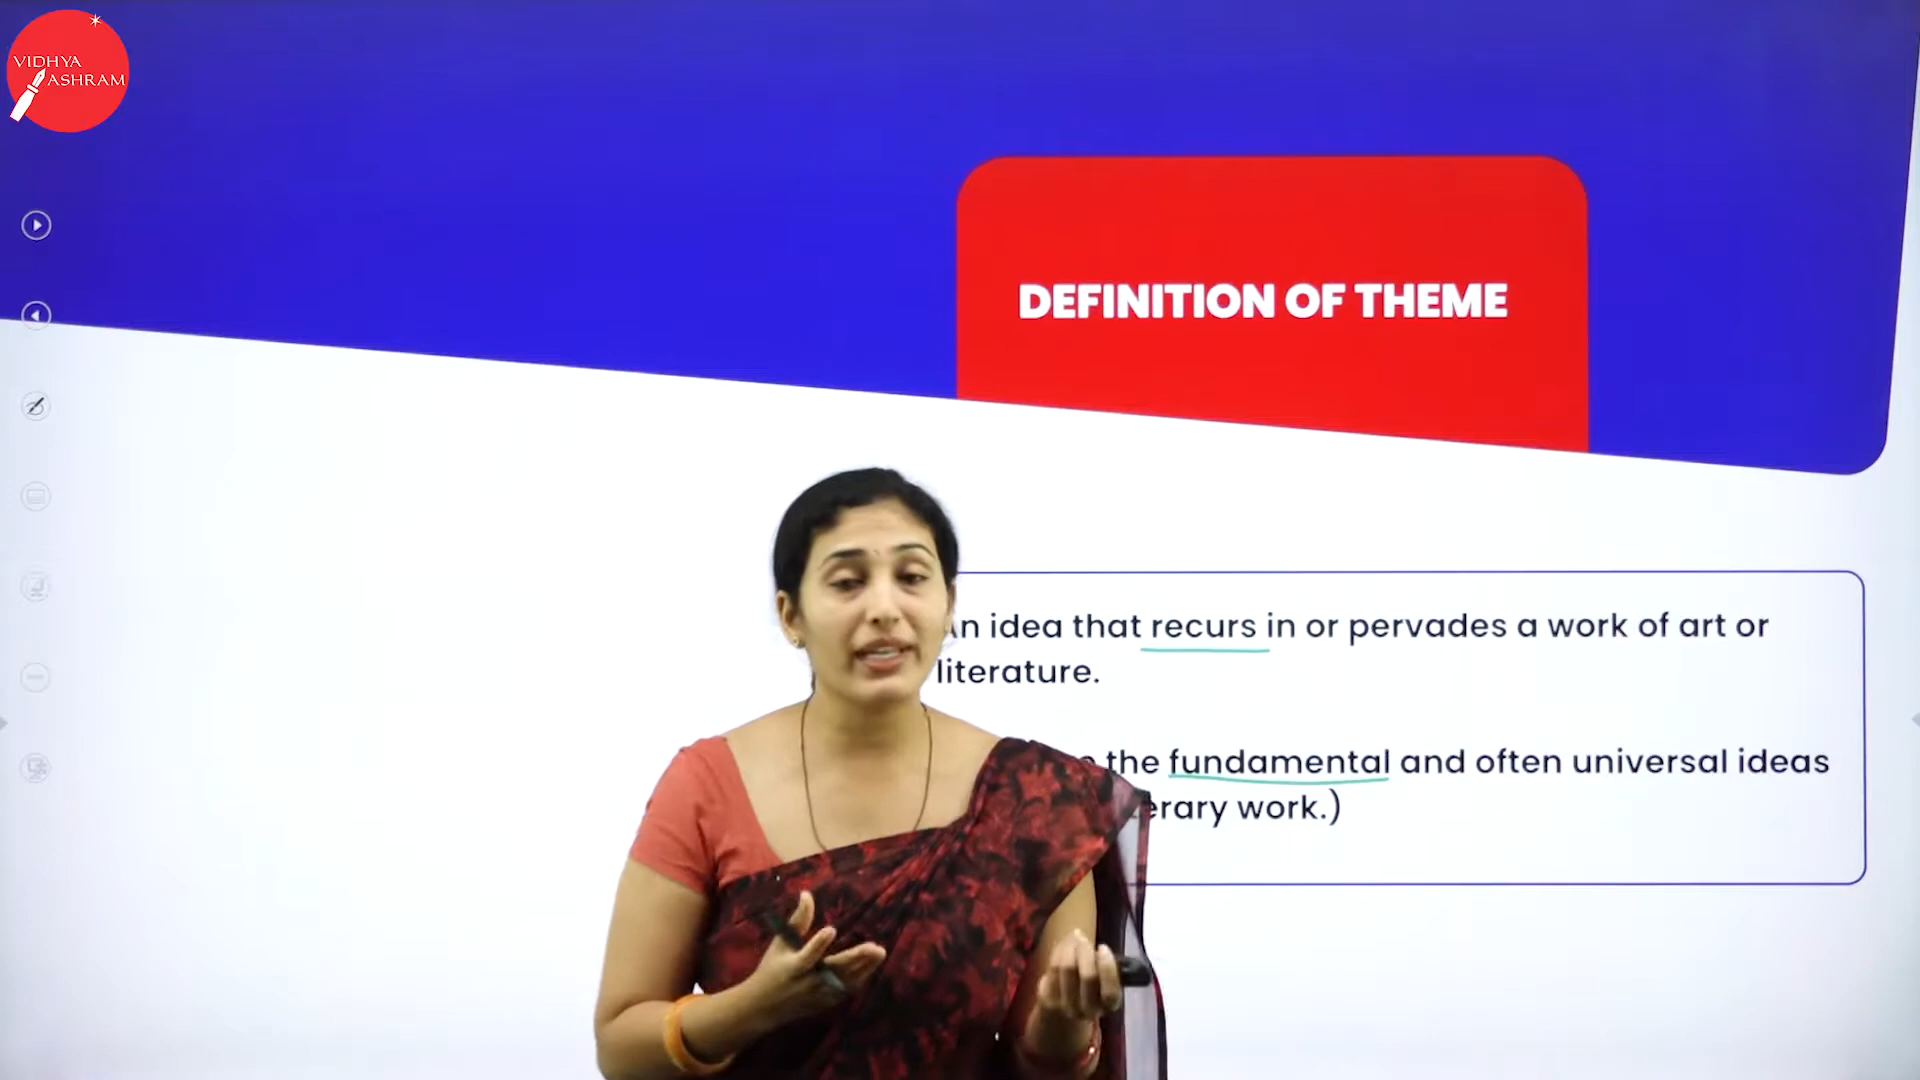 VIDHYA
ASHRAM
DEFINITION OF THEME
An idea that recurs in or pervades a work of art or
literature.
the fundamental and often universal ideas
work.)